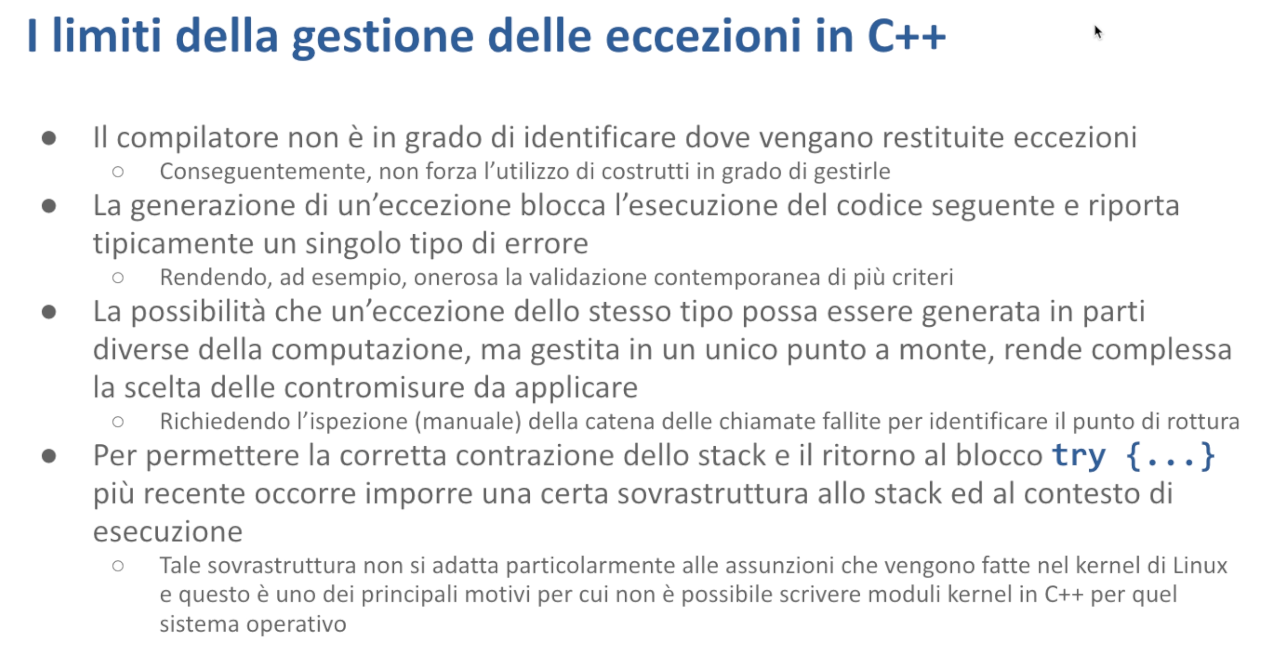 I limiti della gestione delle eccezioni in C++
● Il compilatore non è in grado di identificare dove vengano restituite eccezioni
○ Conseguentemente, non forza l’utilizzo di costrutti in grado di gestirle
● La generazione di un’eccezione blocca l’esecuzione del codice seguente e riporta
tipicamente un singolo tipo di errore
○ Rendendo, ad esempio, onerosa la validazione contemporanea di più criteri
● La possibilità che un’eccezione dello stesso tipo possa essere generata in parti
diverse della computazione, ma gestita in un unico punto a monte, rende complessa
la scelta delle contromisure da applicare
○ Richiedendo l’ispezione (manuale) della catena delle chiamate fallite per identificare il punto di rottura
● Per permettere la corretta contrazione dello stack e il ritorno al blocco try {...}
più recente occorre imporre una certa sovrastruttura allo stack ed al contesto di
esecuzione
○ Tale sovrastruttura non si adatta particolarmente alle assunzioni che vengono fatte nel kernel di Linux
e questo è uno dei principali motivi per cui non è possibile scrivere moduli kernel in C++ per quel
sistema operativo